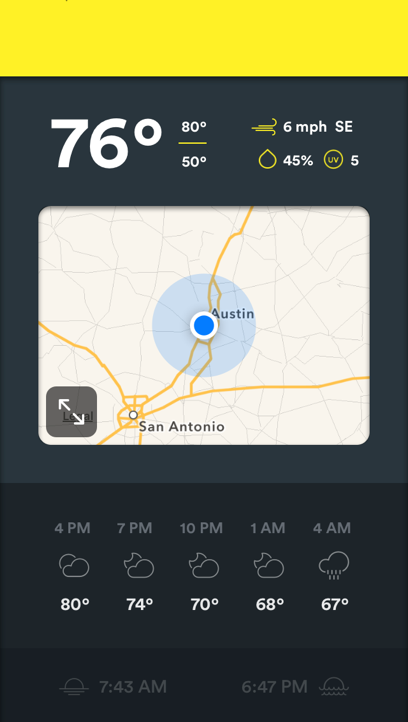 76° 80° 50°
6 mph SE
45% UV 5
Austin
San Antonio
4 PM 7 PM 10 PM 1 AM 4 AM
80° 74° 70° 68° 67°
7:43 AM 6:47 PM